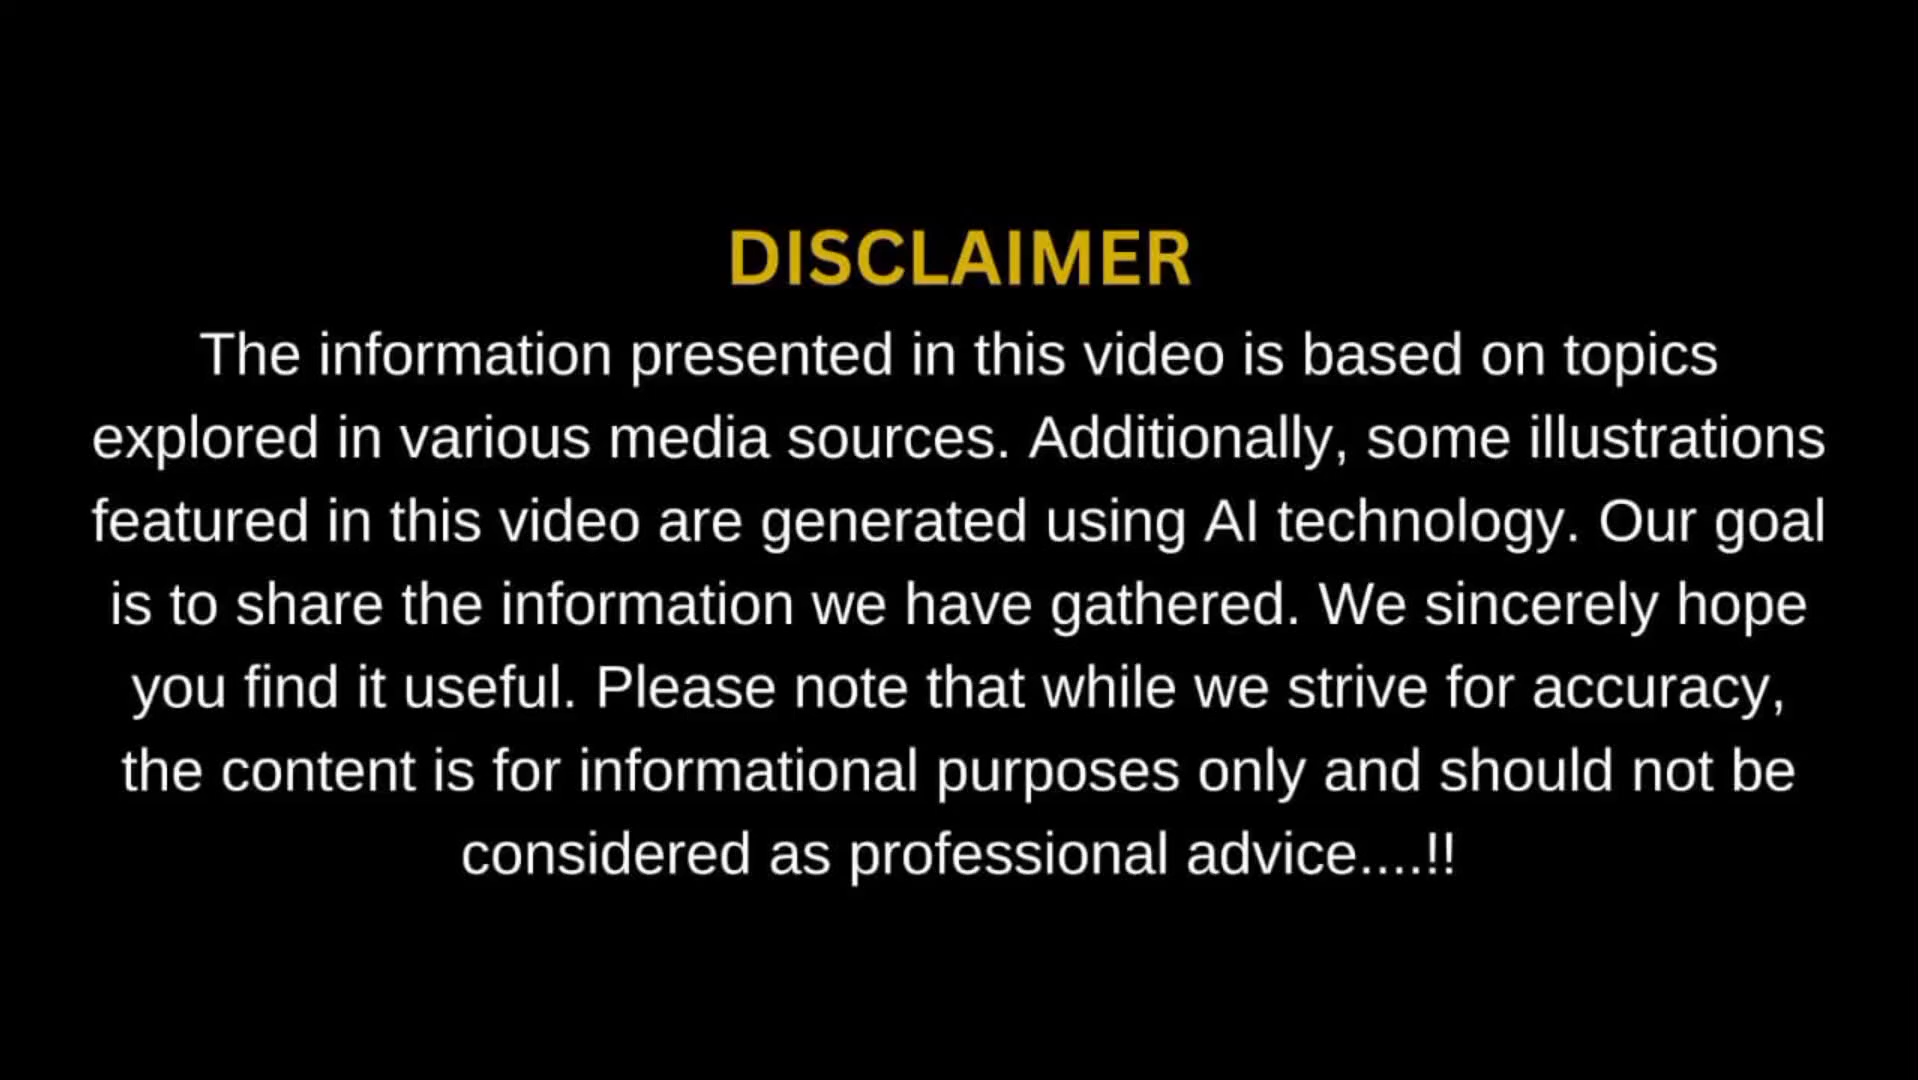 DISCLAIMER
The information presented in this video is based on topics
explored in various media sources. Additionally, some illustrations
featured in this video are generated using AI technology. Our goal
is to share the information we have gathered. We sincerely hope
you find it useful. Please note that while we strive for accuracy,
the content is for informational purposes only and should not be
considered as professional advice....!!